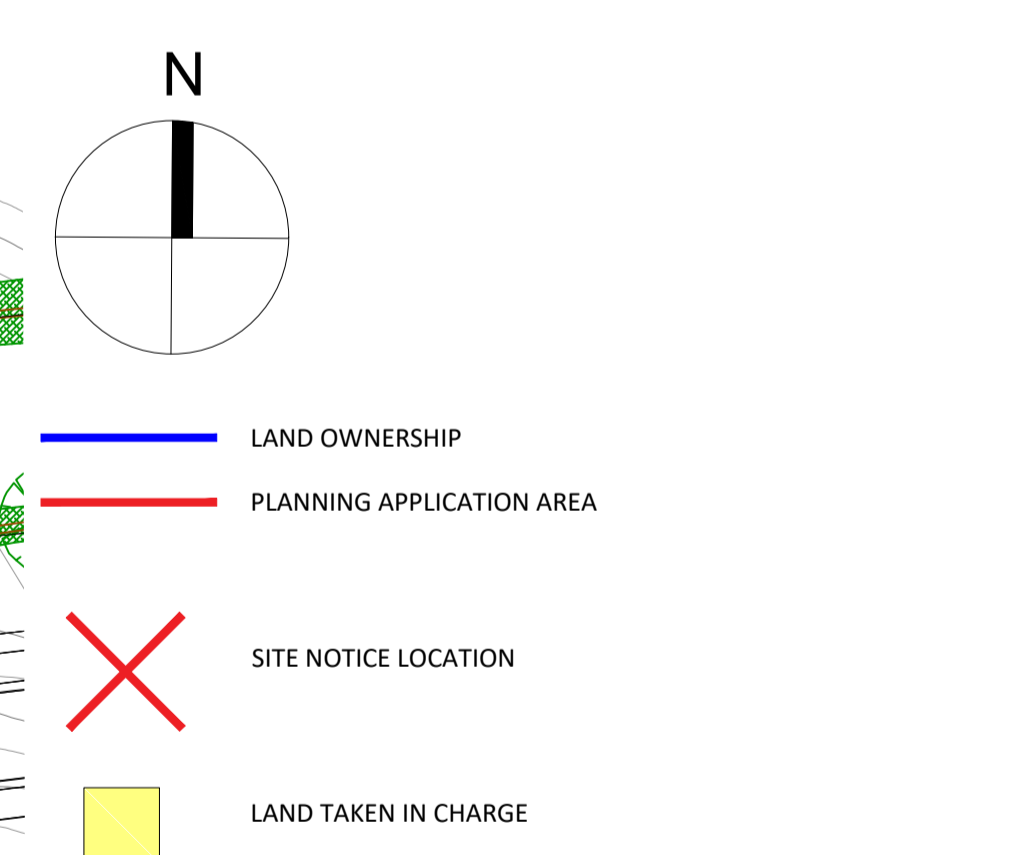 N
LAND OWNERSHIP
PLANNING APPLICATION AREA
SITE NOTICE LOCATION
LAND TAKEN IN CHARGE